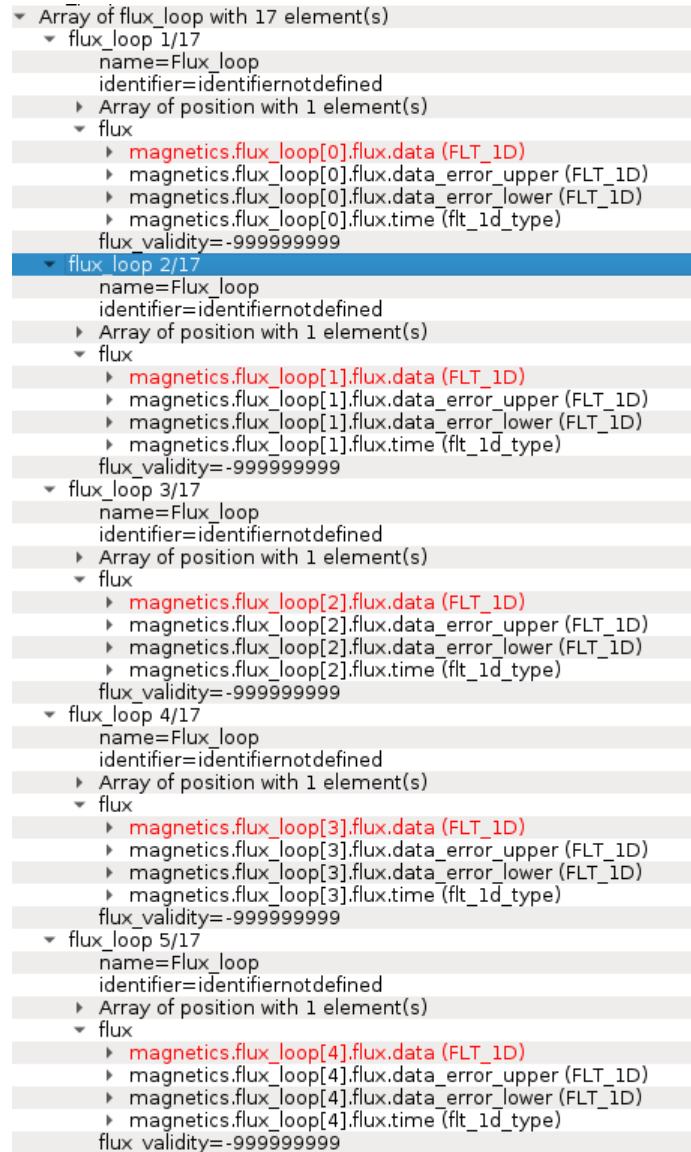 Array of flux_loop with 17 element(s)
flux_loop 1/17
name=Flux_loop
identifier=identifiernotdefined
Array of position with 1 element(s)
flux
magnetics.flux_loop[0].flux.data (FLT_1D)
magnetics.flux_loop[0].flux.data_error_upper (FLT_1D)
magnetics.flux_loop[0].flux.data_error_lower (FLT_1D)
magnetics.flux_loop[0].flux.time (flt_1d_type)
flux_validity=-999999999
flux_loop 2/17
name=Flux_loop
identifier=identifiernotdefined
Array of position with 1 element(s)
flux
magnetics.flux_loop[1].flux.data (FLT_1D)
magnetics.flux_loop[1].flux.data_error_upper (FLT_1D)
magnetics.flux_loop[1].flux.data_error_lower (FLT_1D)
magnetics.flux_loop[1].flux.time (flt_1d_type)
flux_validity=-999999999
flux_loop 3/17
name=Flux_loop
identifier=identifiernotdefined
Array of position with 1 element(s)
flux
magnetics.flux_loop[2].flux.data (FLT_1D)
magnetics.flux_loop[2].flux.data_error_upper (FLT_1D)
magnetics.flux_loop[2].flux.data_error_lower (FLT_1D)
magnetics.flux_loop[2].flux.time (flt_1d_type)
flux_validity=-999999999
flux_loop 4/17
name=Flux_loop
identifier=identifiernotdefined
Array of position with 1 element(s)
flux
magnetics.flux_loop[3].flux.data (FLT_1D)
magnetics.flux_loop[3].flux.data_error_upper (FLT_1D)
magnetics.flux_loop[3].flux.data_error_lower (FLT_1D)
magnetics.flux_loop[3].flux.time (flt_1d_type)
flux_validity=-999999999
flux_loop 5/17
name=Flux_loop
identifier=identifiernotdefined
Array of position with 1 element(s)
flux
magnetics.flux_loop[4].flux.data (FLT_1D)
magnetics.flux_loop[4].flux.data_error_upper (FLT_1D)
magnetics.flux_loop[4].flux.data_error_lower (FLT_1D)
magnetics.flux_loop[4].flux.time (flt_1d_type)
flux_validity=-999999999